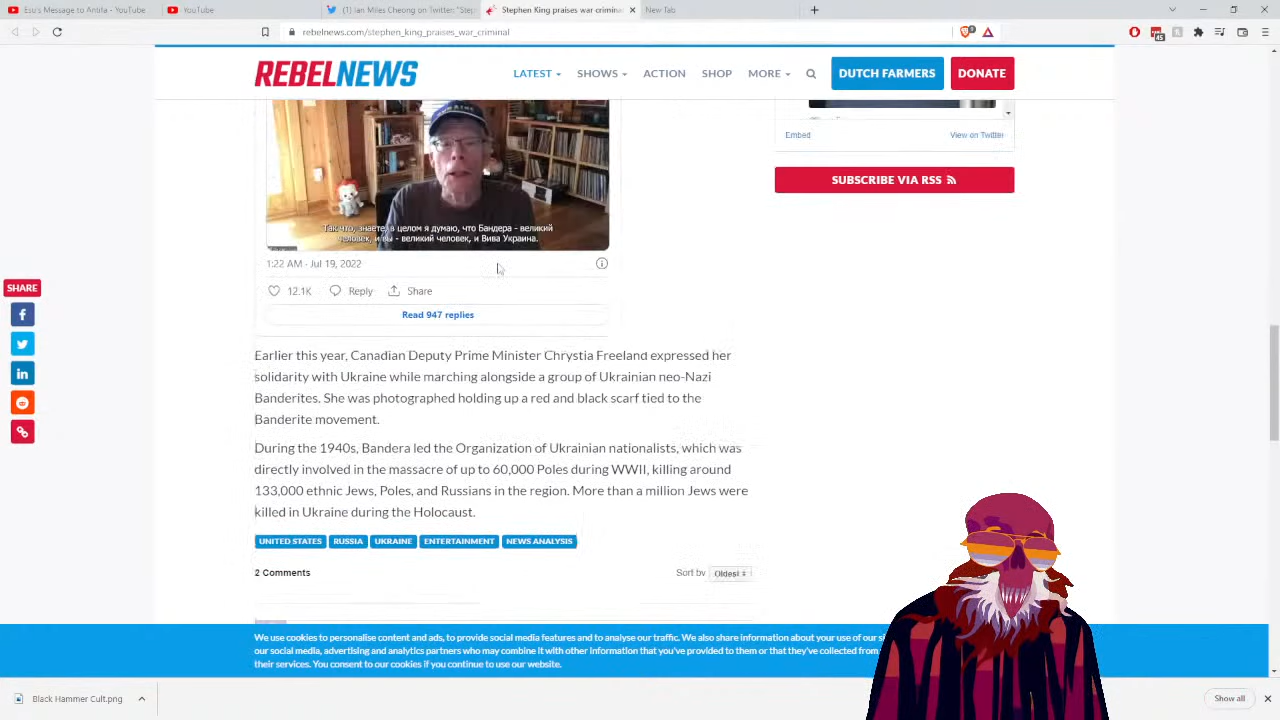 Esu's Message to Antal
Twitter / "Step
Stephen King praises war crimina
New Tab
rebelnews.com/stephen_king_praises_war_criminal
REBELNEWS
LATEST
SHOWS
ACTION
SHOP
MORE
DUTCH FARMERS
DONATE
Embed
View on Twitter
SUBSCRIBE VIA RSS
Так что, знаете, в целом я думаю, что Бандера - великий
человек, и вы - великий человек, и Вива Украина.
1:22 AM - Jul 19, 2022
12.1K
Reply
Share
Read 947 replies
SHARE
Earlier this year, Canadian Deputy Prime Minister Chrystia Freeland expressed her
solidarity with Ukraine while marching alongside a group of Ukrainian neo-Nazi
Banderites. She was photographed holding up a red and black scarf tied to the
Banderite movement.
During the 1940s, Bandera led the Organization of Ukrainian nationalists, which was
directly involved in the massacre of up to 60,000 Poles during WWII, killing around
133,000 ethnic Jews, Poles, and Russians in the region. More than a million Jews were
killed in Ukraine during the Holocaust.
UNITED STATES
RUSSIA
UKRAINE
ENTERTAINMENT
NEWS ANALYSIS
2 Comments
Sort by
Oldest
We use cookies to personalise content and ads, to provide social media features and to analyse our traffic. We also share information about your use of our si
our social media, advertising and analytics partners who may combine it with other information that you've provided to them or that they've collected from
their services. You consent to our cookies if you continue to use our website.
Black Hammer Cult.png
Show all